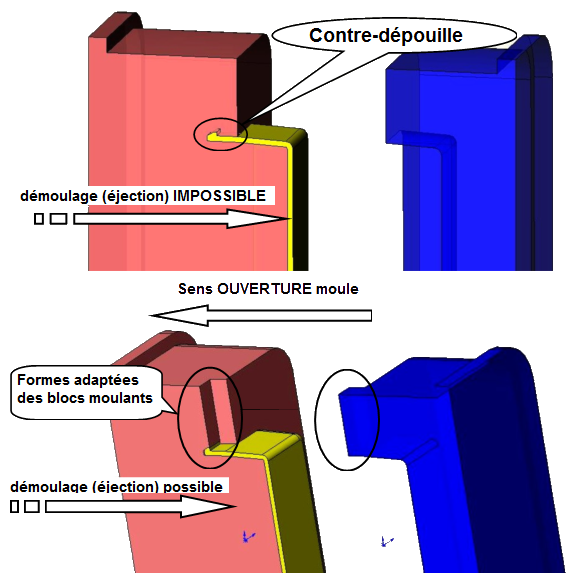 Contre-dépouille
démoulage (éjection) IMPOSSIBLE
Sens OUVERTURE moule
Formes adaptées
des blocs moulants
démoulage (éjection) possible